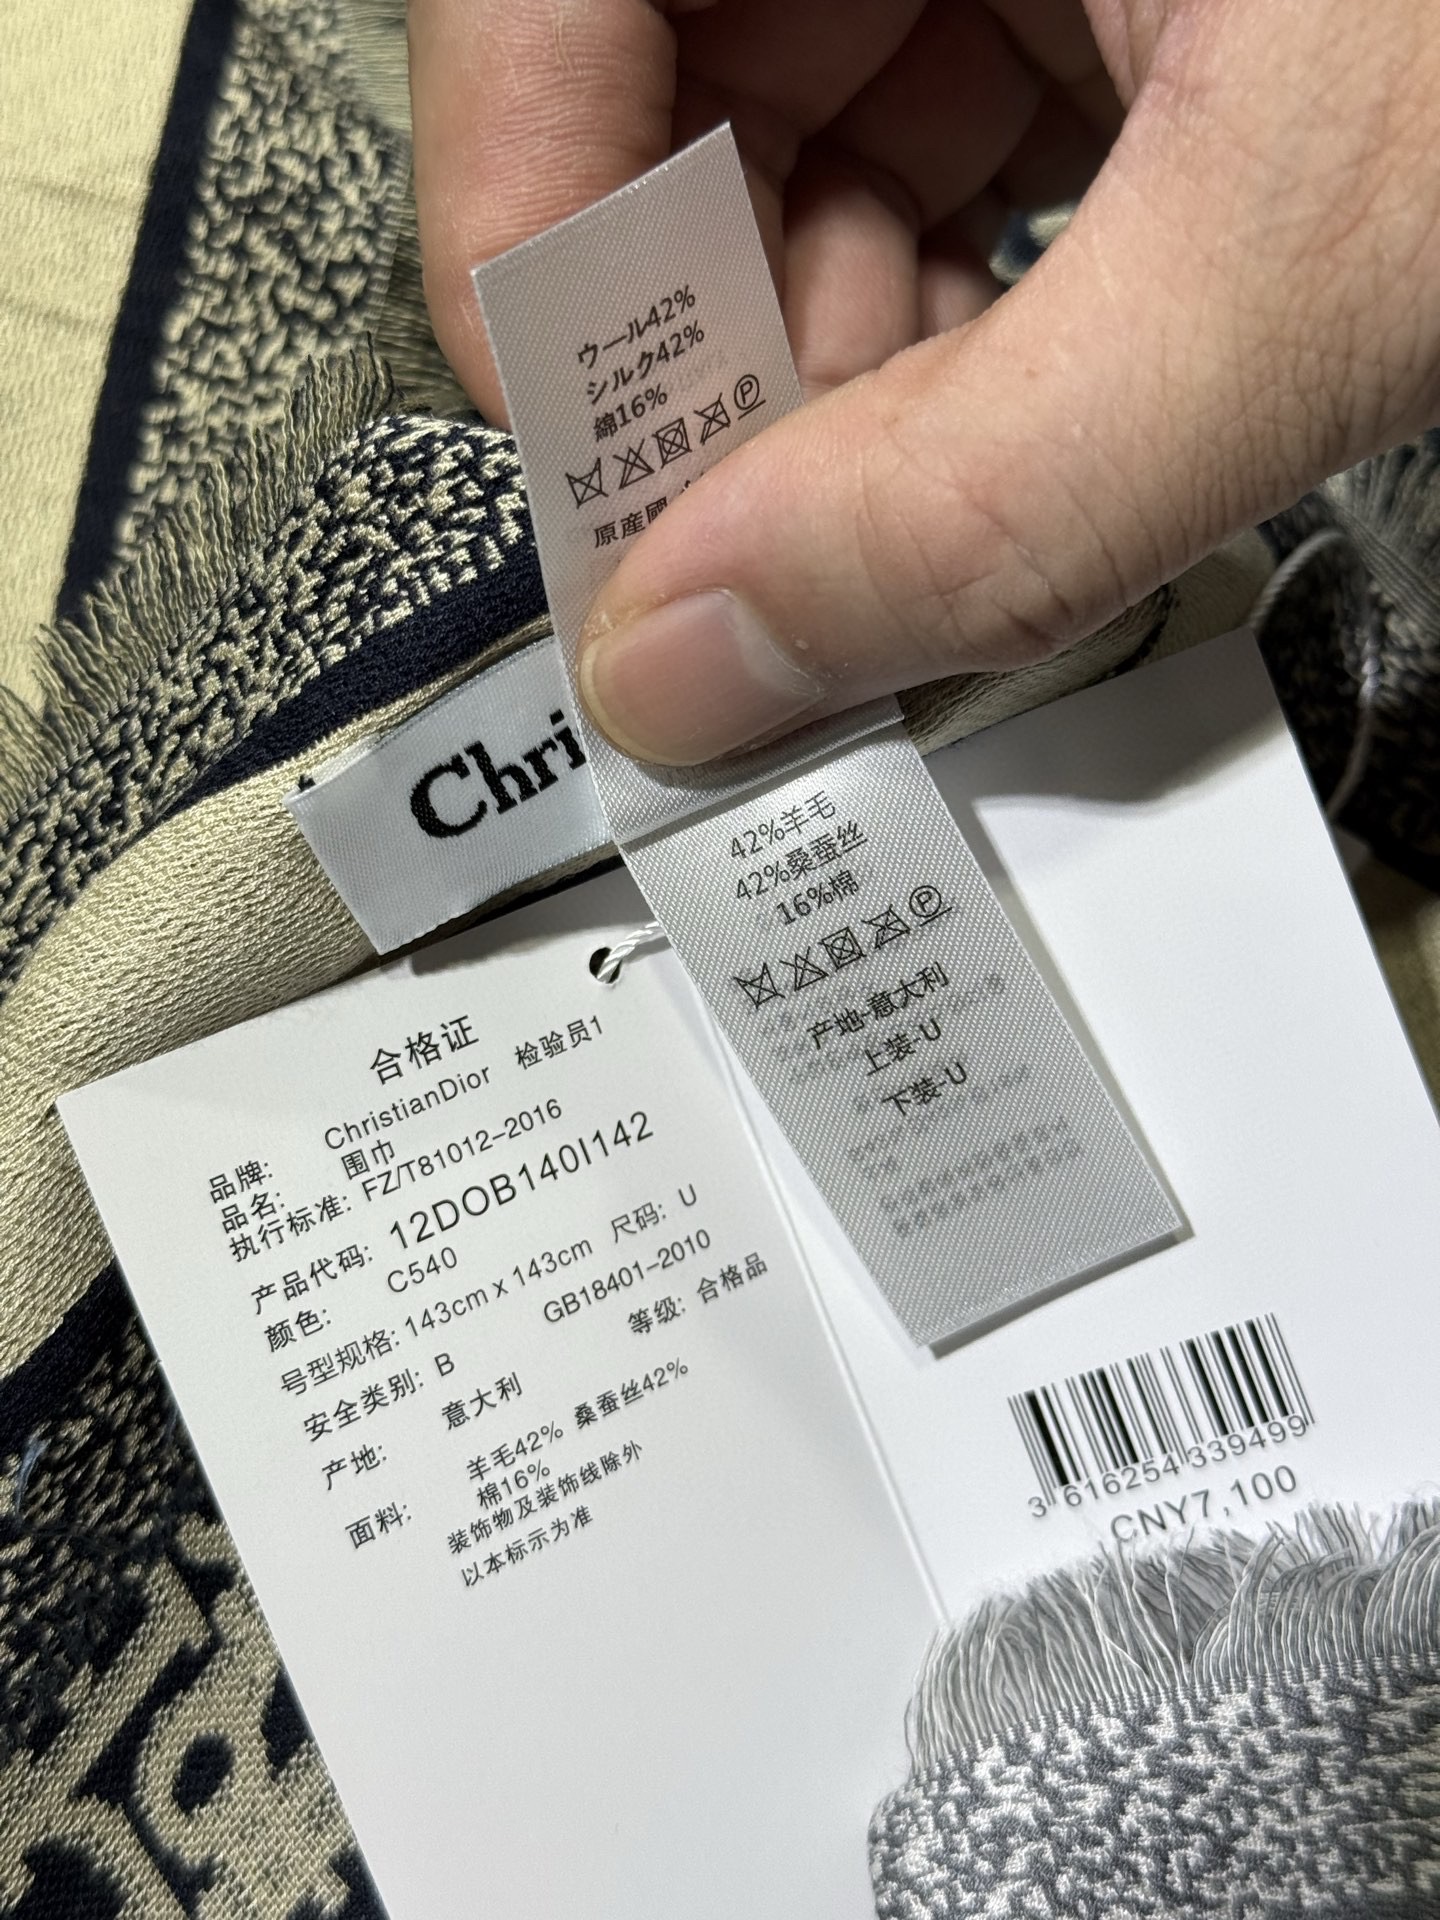 ウール42%
シルク42%
綿16%
P
原産國
Chri
42%羊毛
42%桑蚕丝
16%棉
P
产地-意大利
上装-U
下装-U
合格证
品牌: ChristianDior 检验员1
品名: 围巾
执行标准: FZ/T81012-2016
产品代码: 12DOB140I142
颜色: C540
号型规格: 143cm x 143cm 尺码: U
安全类别: B GB18401-2010
产地: 意大利 等级: 合格品
面料: 羊毛42% 桑蚕丝42%
棉16%
装饰物及装饰线除外
以本标示为准
3 616254 339499
CNY7,100